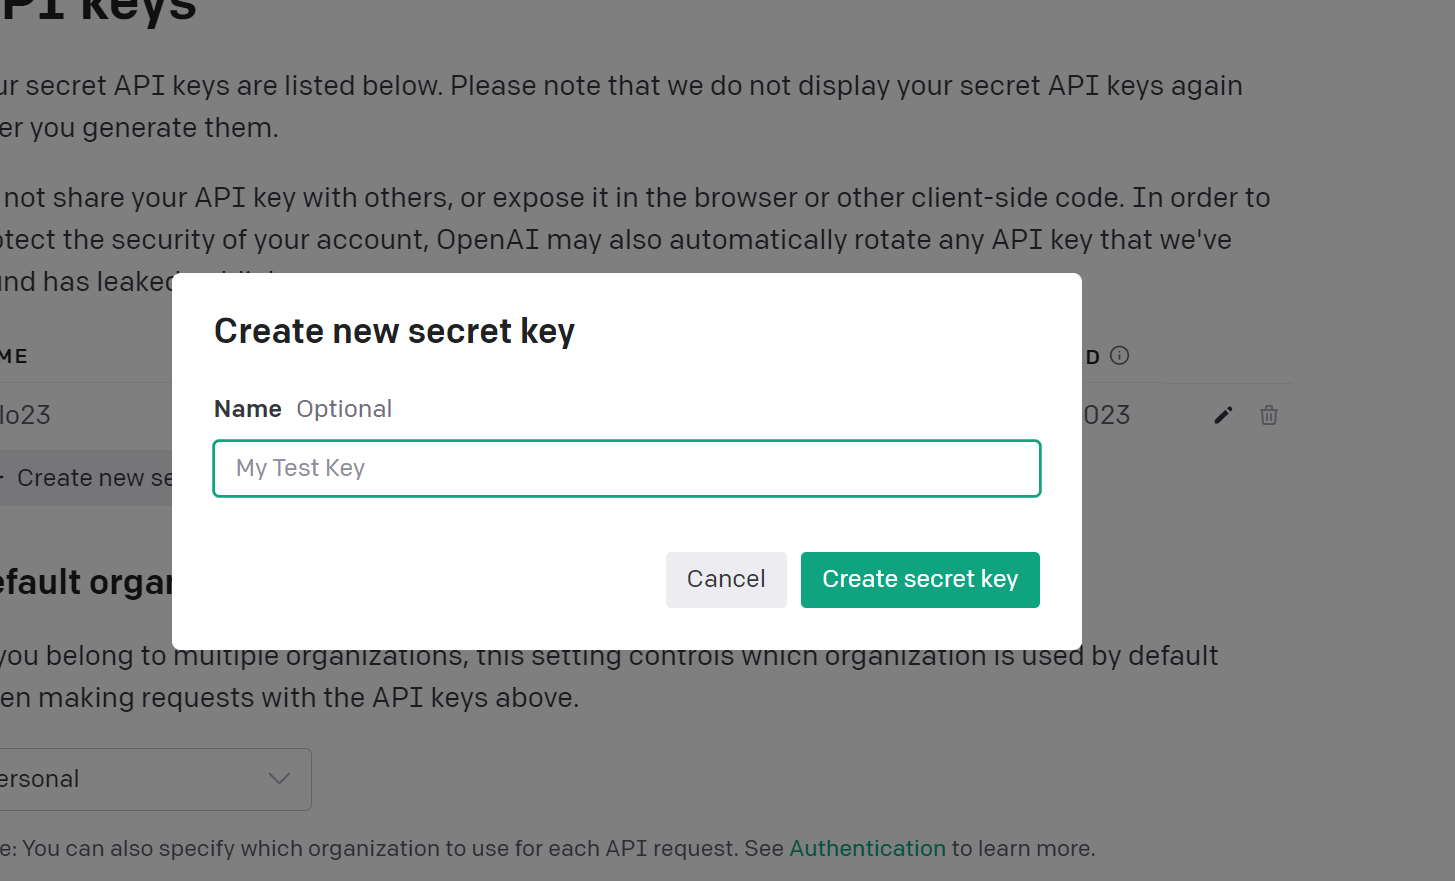 PI keys
ur secret API keys are listed below. Please note that we do not display your secret API keys again
er you generate them.
not share your API key with others, or expose it in the browser or other client-side code. In order to
otect the security of your account, OpenAI may also automatically rotate any API key that we've
und has leaked
Create new secret key
ME
D
Name Optional
lo23
023
My Test Key
Create new se
Cancel
Create secret key
efault organ
you belong to multiple organizations, this setting controls which organization is used by default
en making requests with the API keys above.
ersonal
e: You can also specify which organization to use for each API request. See Authentication to learn more.